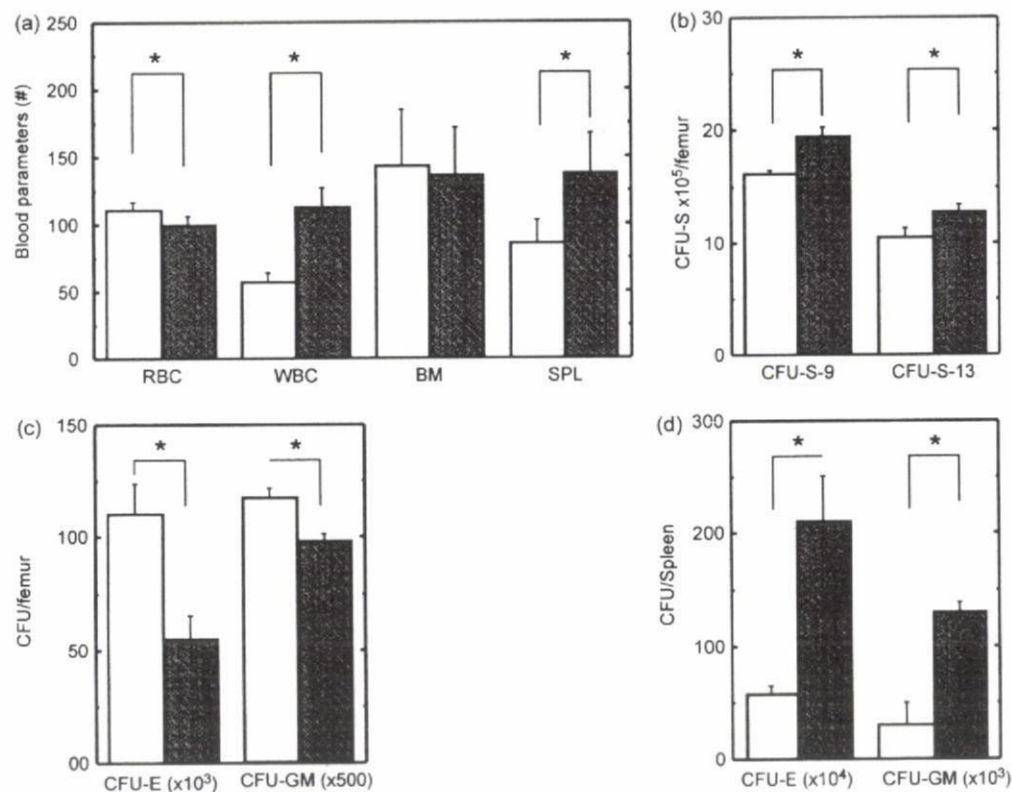 (a)
250
200
150
100
50
0
Blood parameters (#)
* * *
RBC WBC BM SPL
(b)
30
20
10
0
CFU-S x10⁵/femur
* *
CFU-S-9 CFU-S-13
(c)
150
100
50
00
CFU/femur
* *
CFU-E (x10³) CFU-GM (x500)
(d)
300
200
100
0
CFU/Spleen
* *
CFU-E (x10⁴) CFU-GM (x10³)